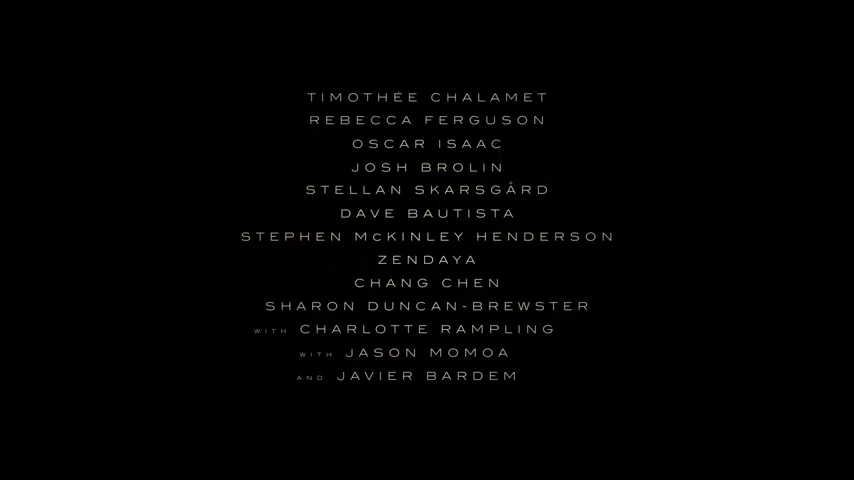 TIMOTHÉE CHALAMET
REBECCA FERGUSON
OSCAR ISAAC
JOSH BROLIN
STELLAN SKARSGÅRD
DAVE BAUTISTA
STEPHEN McKINLEY HENDERSON
ZENDAYA
CHANG CHEN
SHARON DUNCAN-BREWSTER
WITH CHARLOTTE RAMPLING
WITH JASON MOMOA
AND JAVIER BARDEM